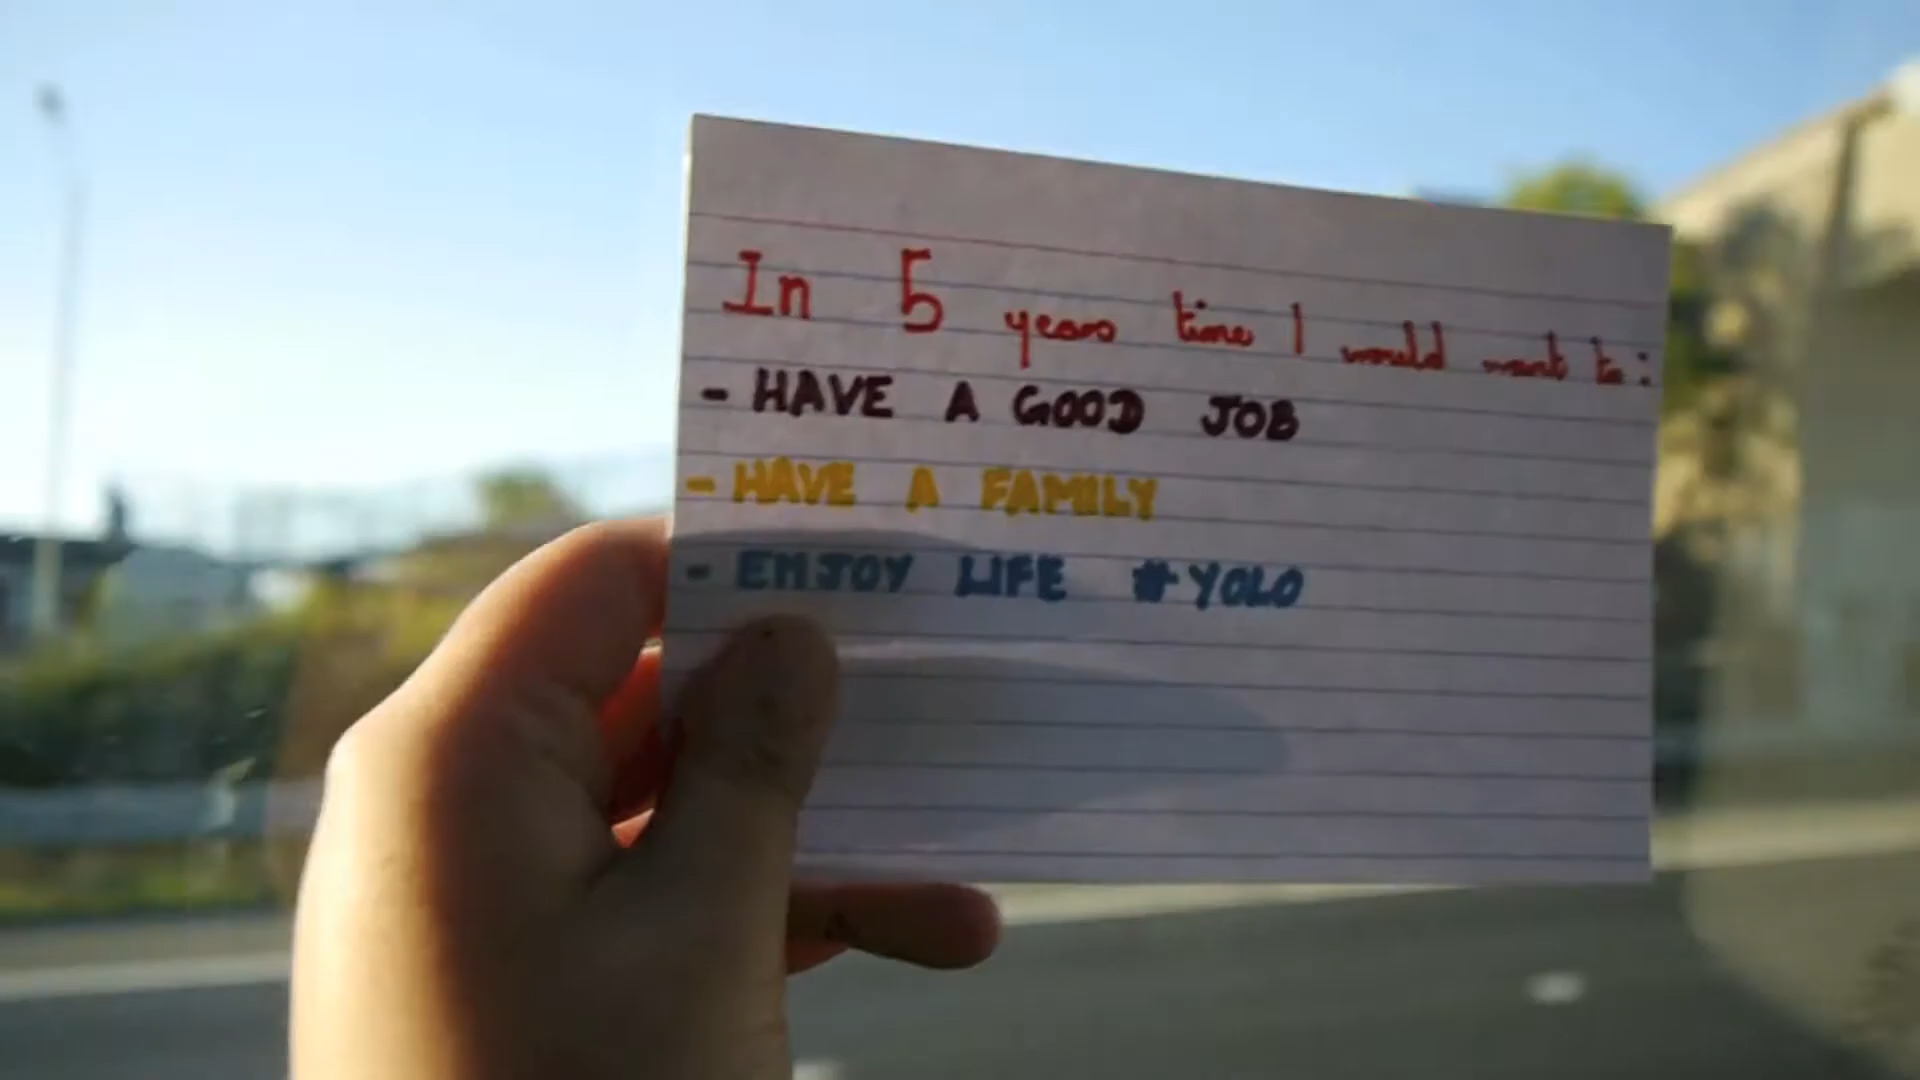 In 5 years time I would want to:
- HAVE A GOOD JOB
- HAVE A FAMILY
- ENJOY LIFE #YOLO